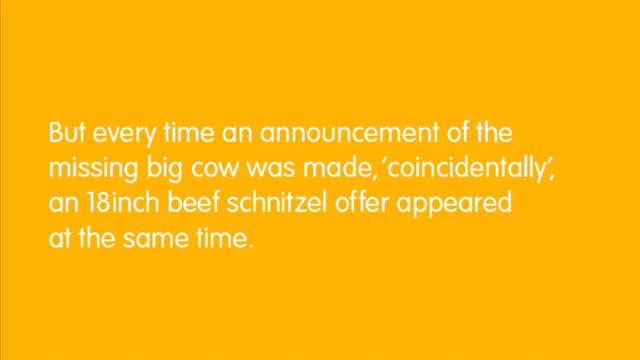 But every time an announcement of the
missing big cow was made, ‘coincidentally’,
an 18inch beef schnitzel offer appeared
at the same time.